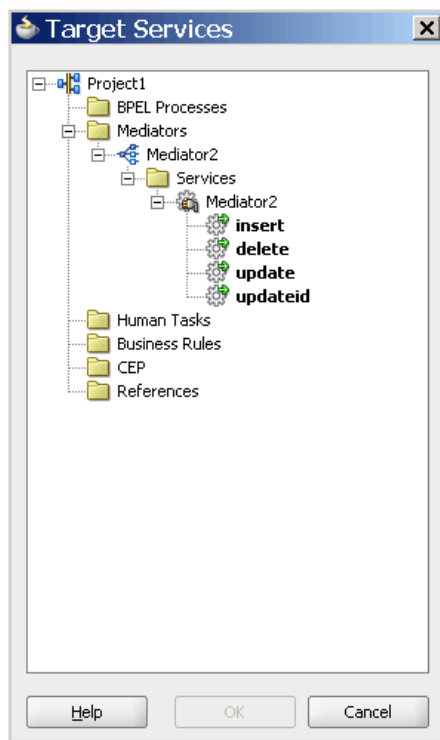 Target Services
Project1
BPEL Processes
Mediators
Mediator2
Services
Mediator2
insert
delete
update
updateid
Human Tasks
Business Rules
CEP
References
Help
OK
Cancel